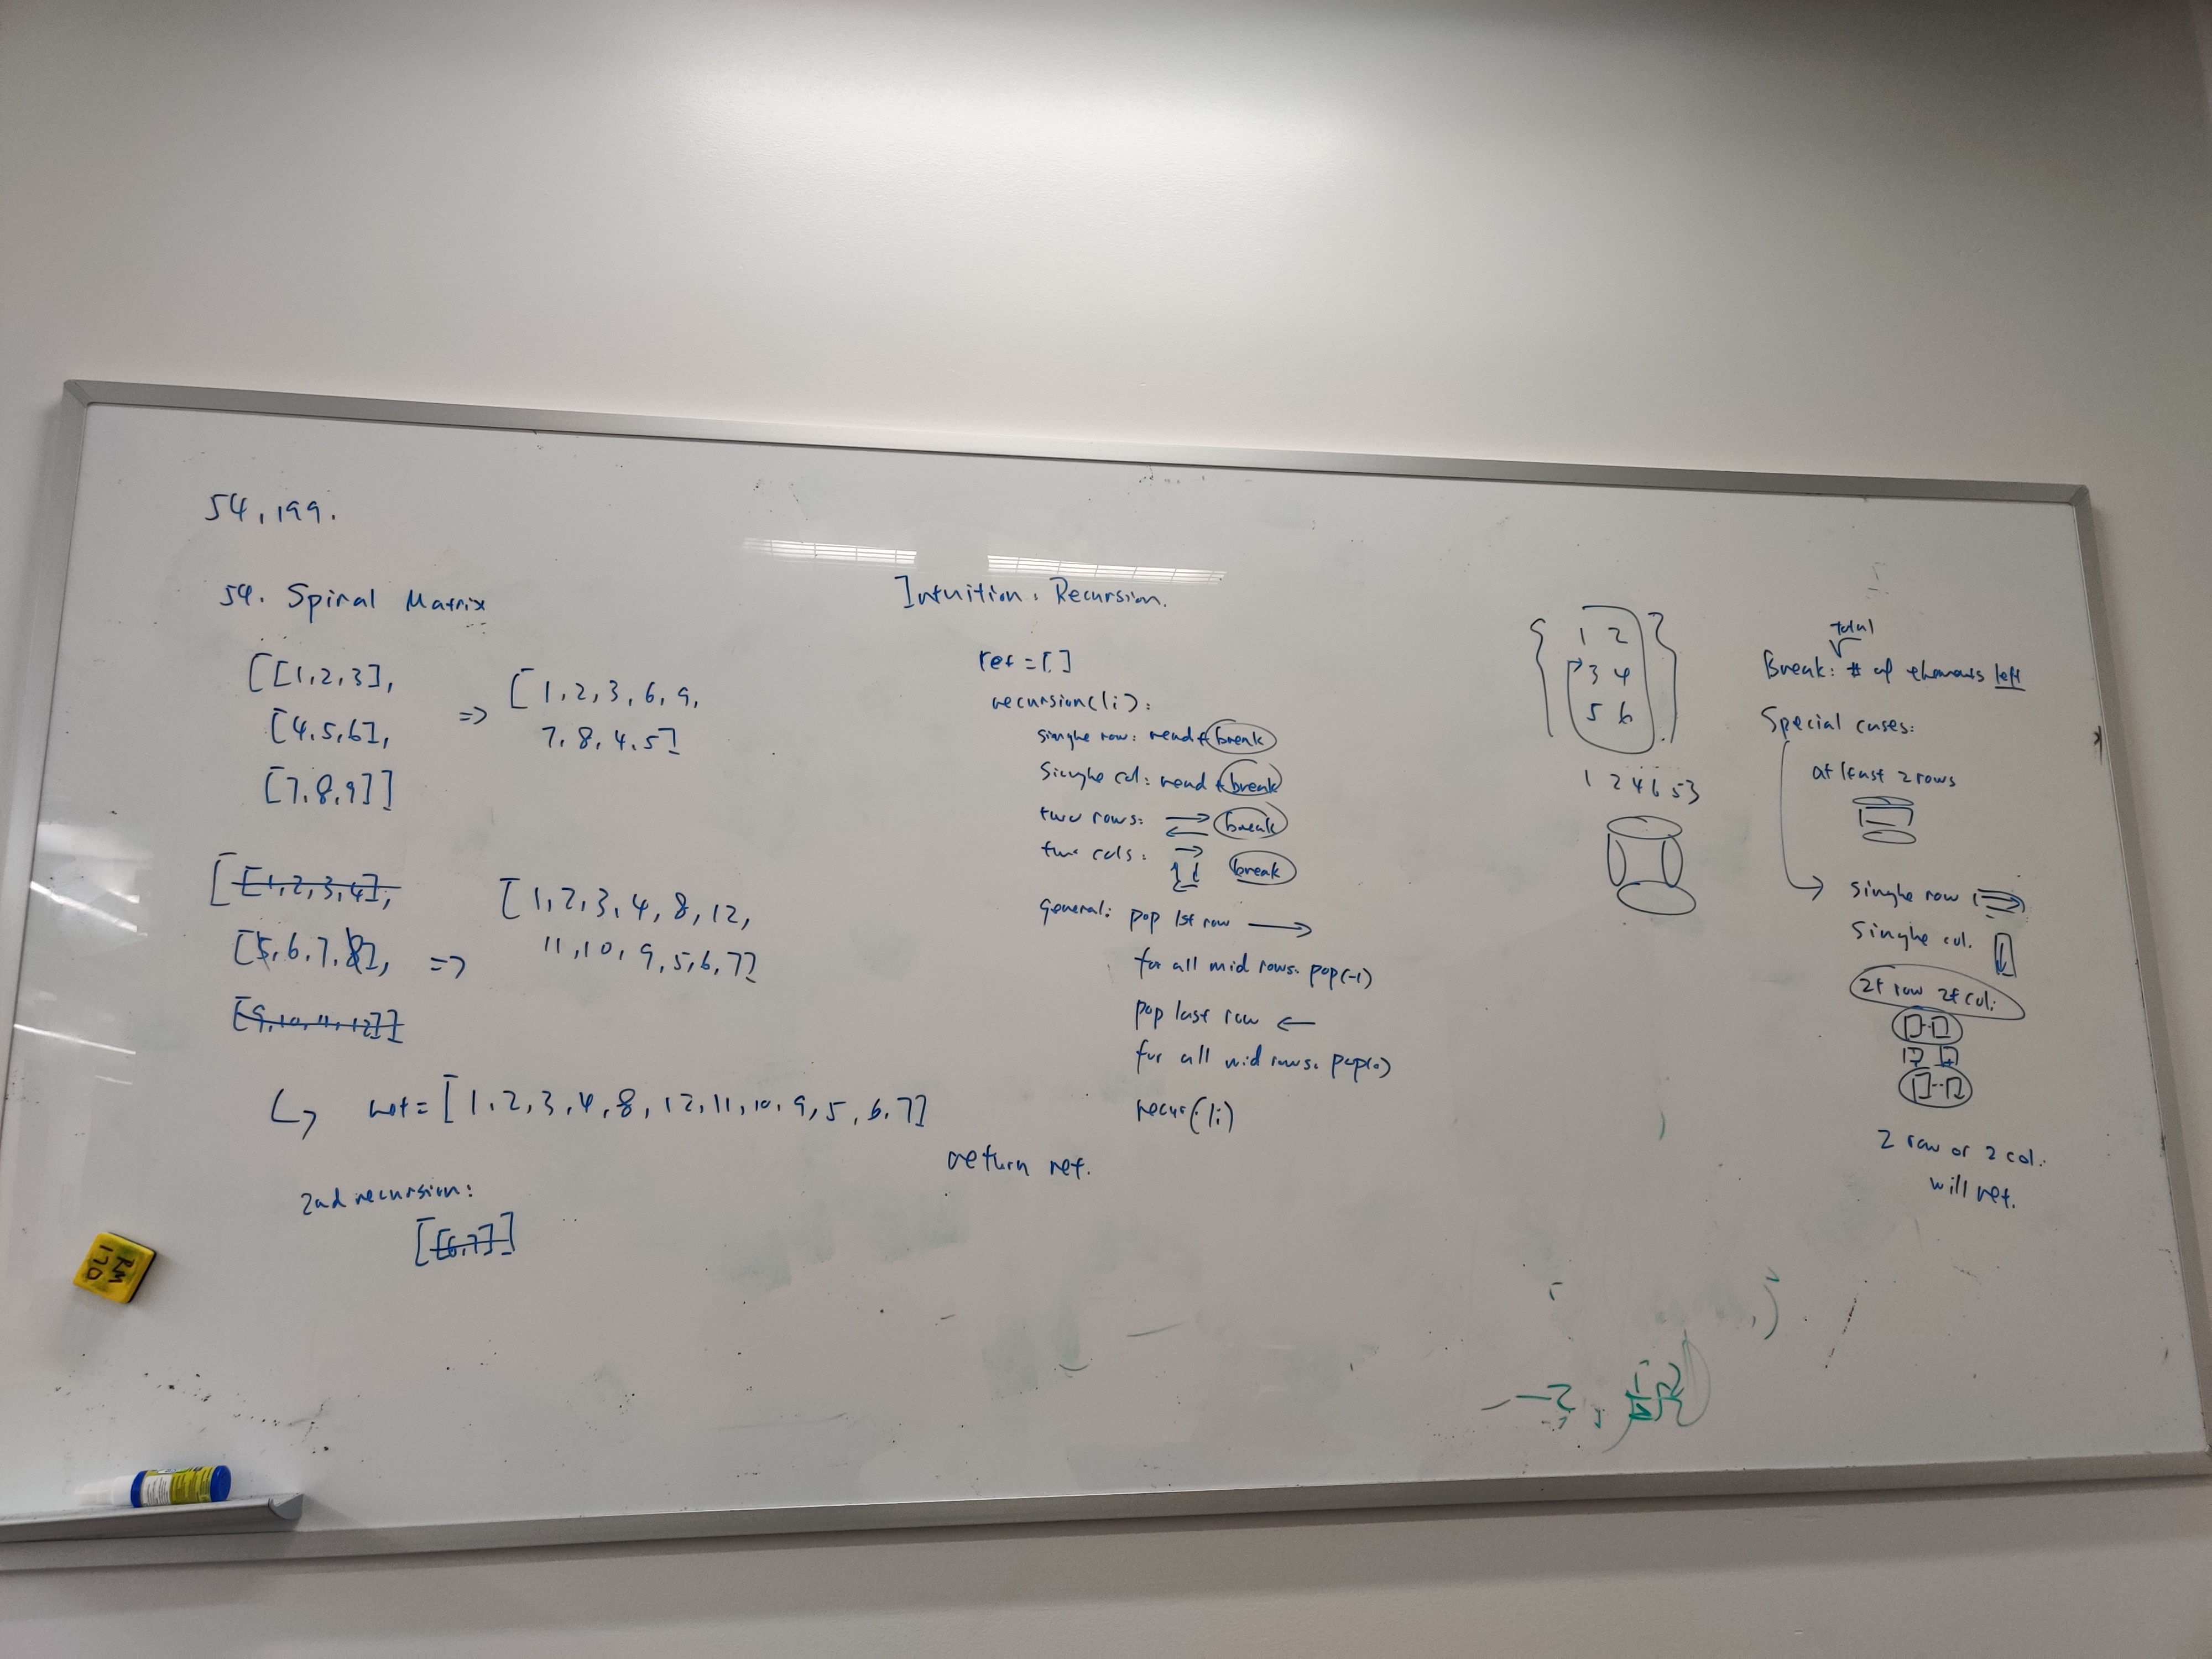 54, 199.
54. Spiral Matrix
[[1,2,3],
[4,5,6],
[7,8,9]]
=> [1,2,3,6,9,
7,8,4,5]
[[1,2,3,4],
[5,6,7,8],
[9,10,11,12]]
=> [1,2,3,4,8,12,
11,10,9,5,6,7]
ret = [1,2,3,4,8,12,11,10,9,5,6,7]
2nd recursion:
[[6,7]]
Intuition: Recursion.
ret = []
recursion(li):
single row: read + break
single col: read + break
two rows: break
two cols: break
general: pop 1st row
for all mid rows. pop(-1)
pop last row
for all mid rows. pop(0)
recur(li)
return ret.
1 2
3 4
5 6
1 2 4 6 5 3
total
Break: # of elements left
Special cases:
at least 2 rows
single row
single col.
2+ row 2+ col:
2 row or 2 col.
will ret.
RM
170